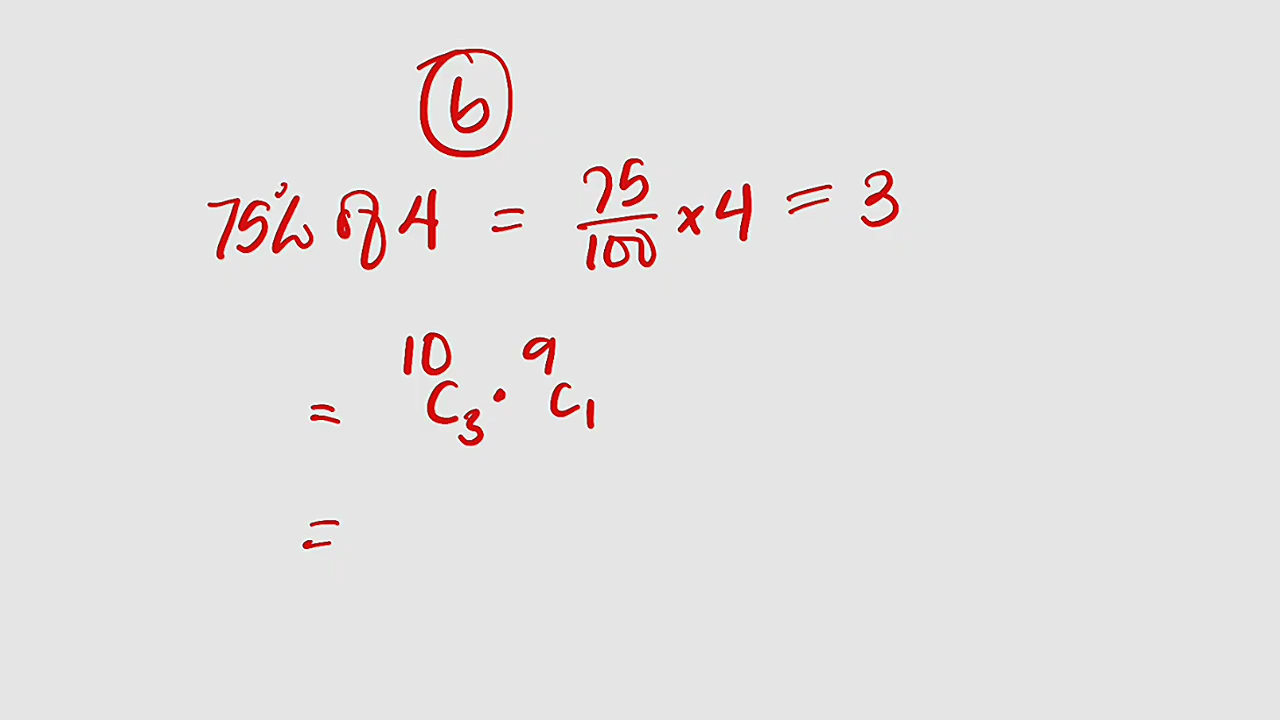 b
75% of 4 = 75/100 × 4 = 3
= ¹⁰C₃ · ⁹C₁
=